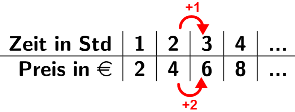 +1
Zeit in Std 1 2 3 4 ...
Preis in € 2 4 6 8 ...
+2